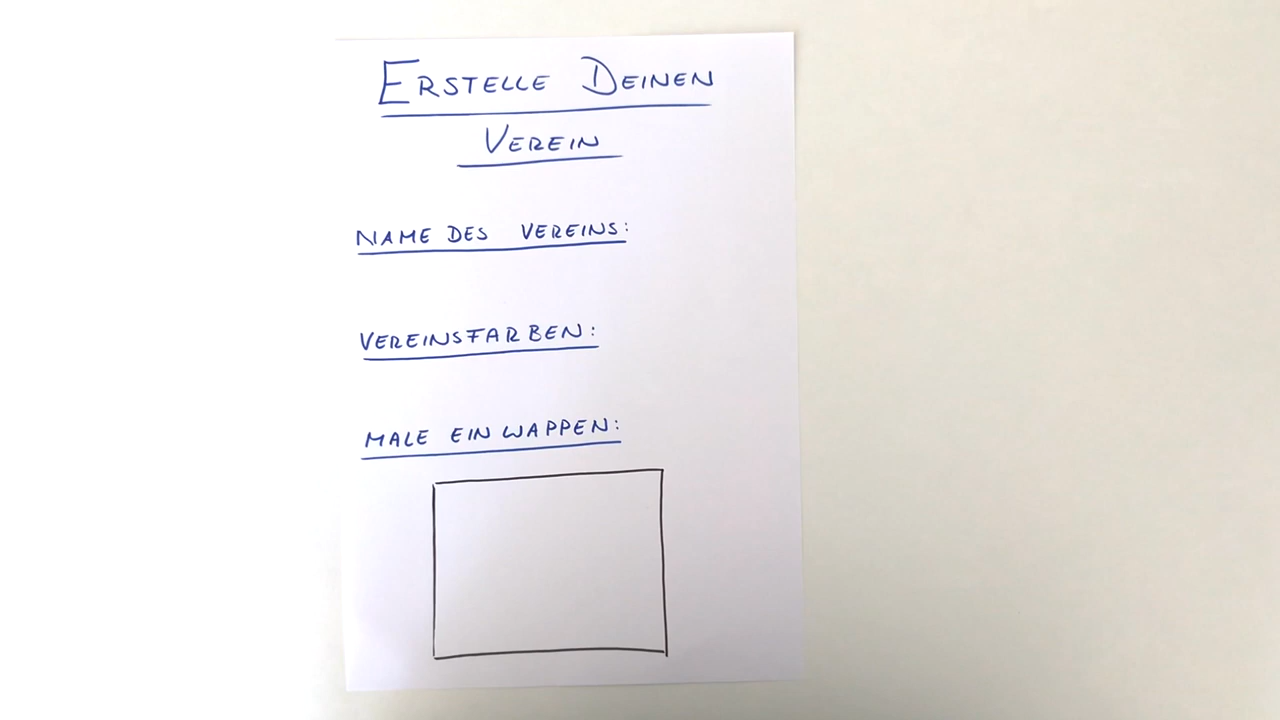 ERSTELLE DEINEN
VEREIN
NAME DES VEREINS:
VEREINSFARBEN:
MALE EIN WAPPEN: